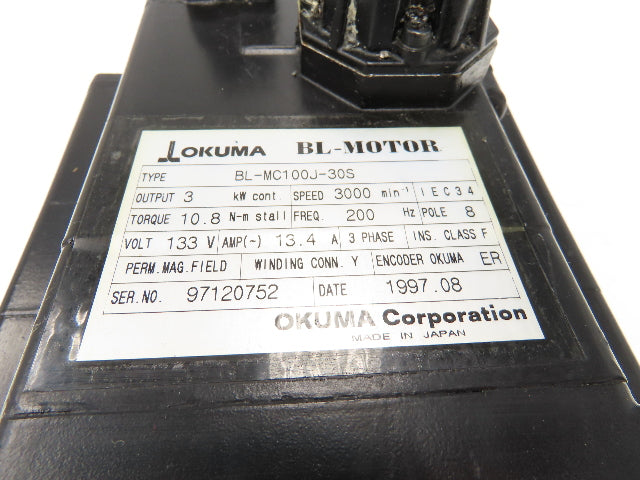 OKUMA BL-MOTOR
TYPE BL-MC100J-30S
OUTPUT 3 kW cont. SPEED 3000 min⁻¹ IEC34
TORQUE 10.8 N-m stall FREQ. 200 Hz POLE 8
VOLT 133 V AMP(~) 13.4 A 3 PHASE INS. CLASS F
PERM.MAG.FIELD WINDING CONN. Y ENCODER OKUMA ER
SER.NO. 97120752 DATE 1997.08
OKUMA Corporation
MADE IN JAPAN